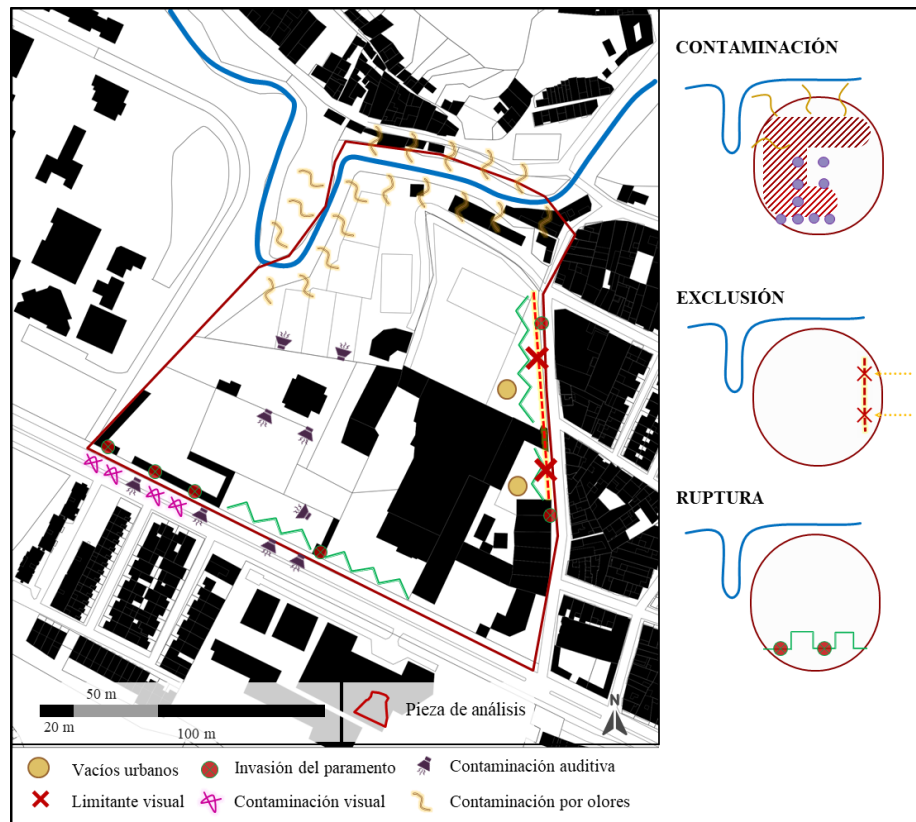 CONTAMINACIÓN
EXCLUSIÓN
RUPTURA
50 m
20 m
100 m
Pieza de análisis
N
Vacíos urbanos
Invasión del paramento
Contaminación auditiva
Limitante visual
Contaminación visual
Contaminación por olores